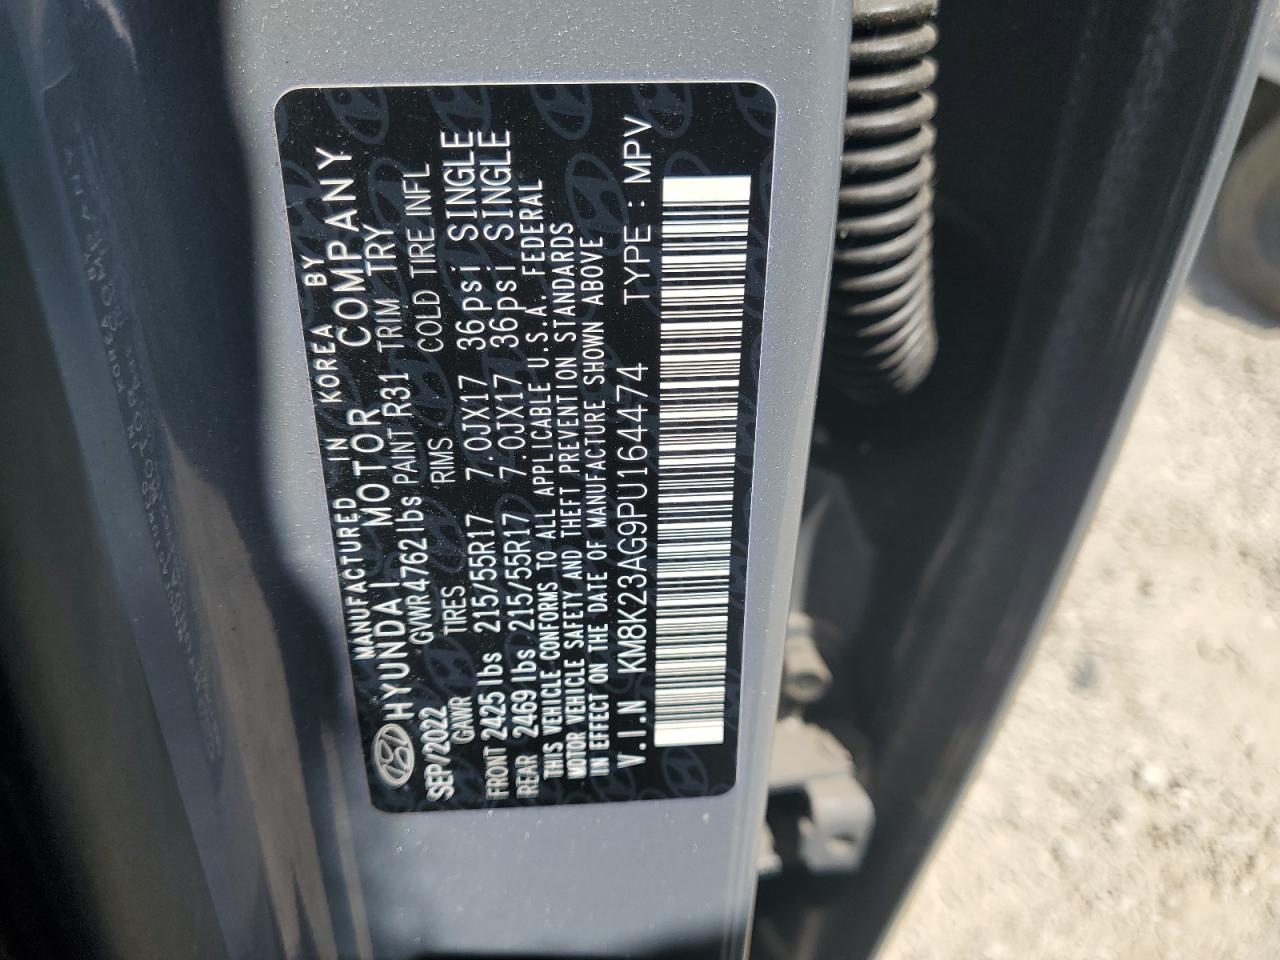 MANUFACTURED IN KOREA BY
HYUNDAI MOTOR COMPANY
SEP/2022 GVWR 4762 lbs PAINT R31 TRIM TRY
GAWR TIRES RIMS COLD TIRE INFL
FRONT 2425 lbs 215/55R17 7.0JX17 36psi SINGLE
REAR 2469 lbs 215/55R17 7.0JX17 36psi SINGLE
THIS VEHICLE CONFORMS TO ALL APPLICABLE U.S.A. FEDERAL
MOTOR VEHICLE SAFETY AND THEFT PREVENTION STANDARDS
IN EFFECT ON THE DATE OF MANUFACTURE SHOWN ABOVE
V.I.N KM8K23AG9PU164474 TYPE : MPV